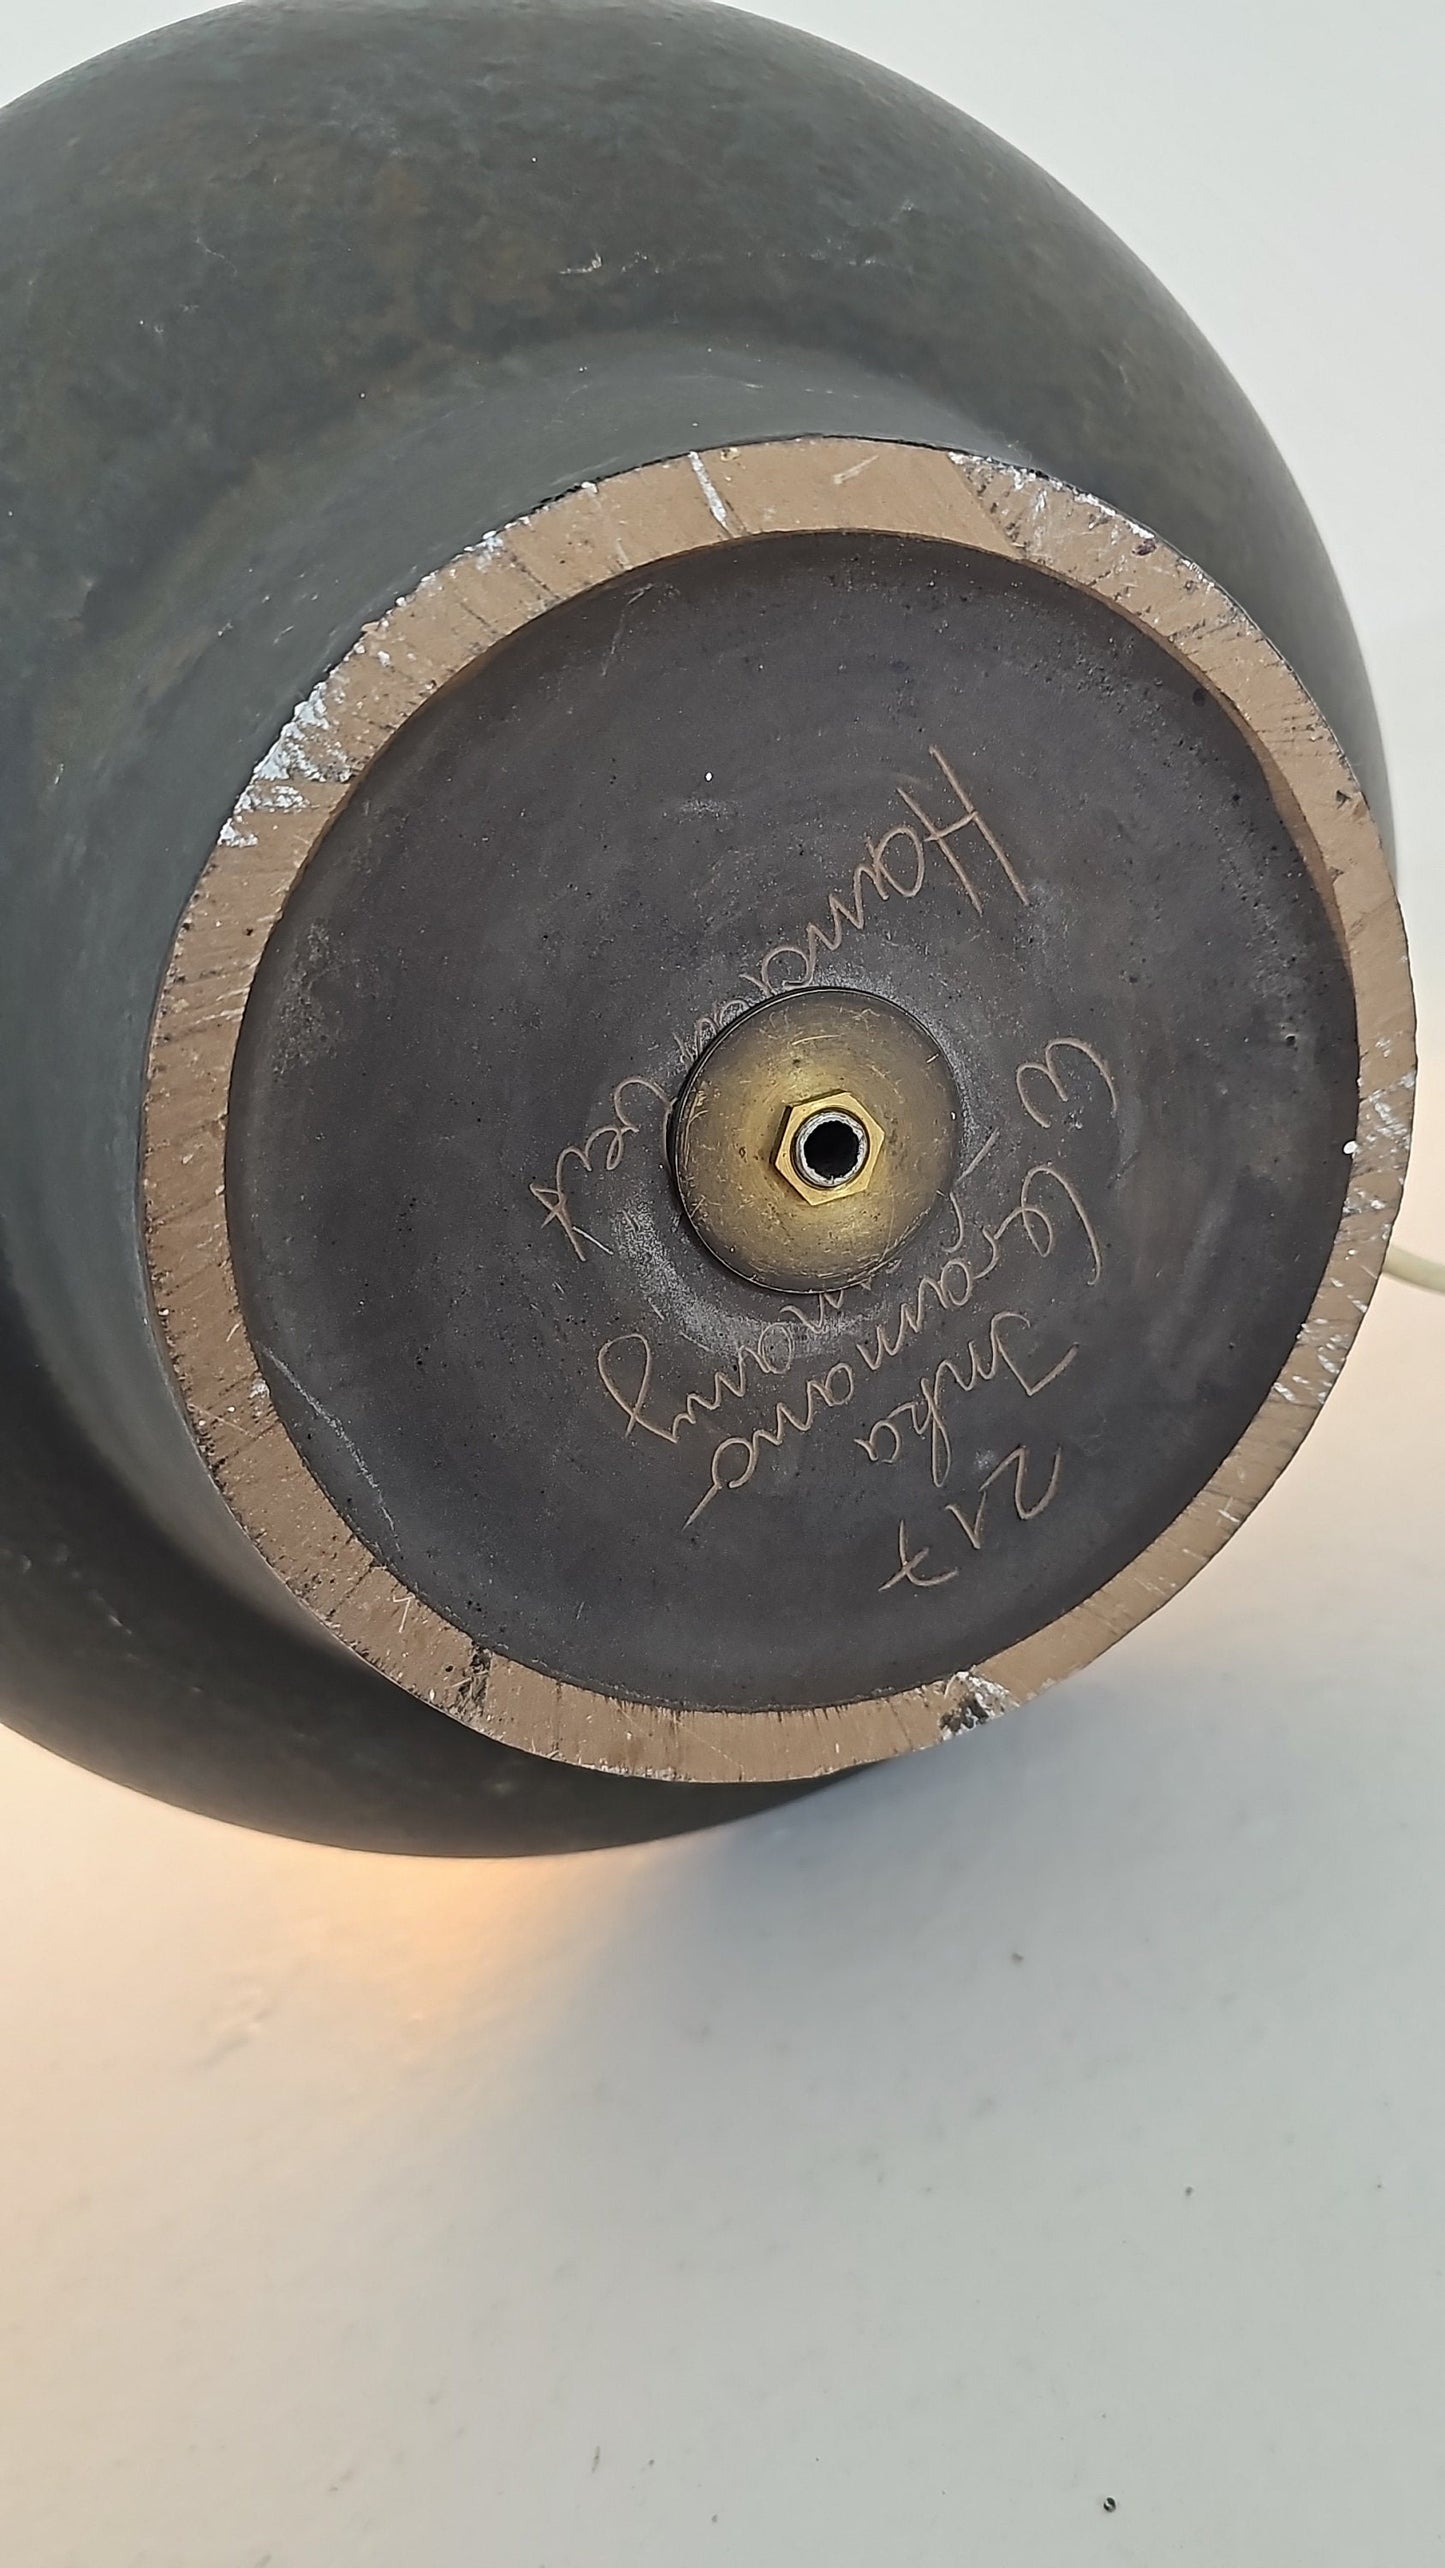 217
Inka
Ceramano
W. Germany
Handarbeit